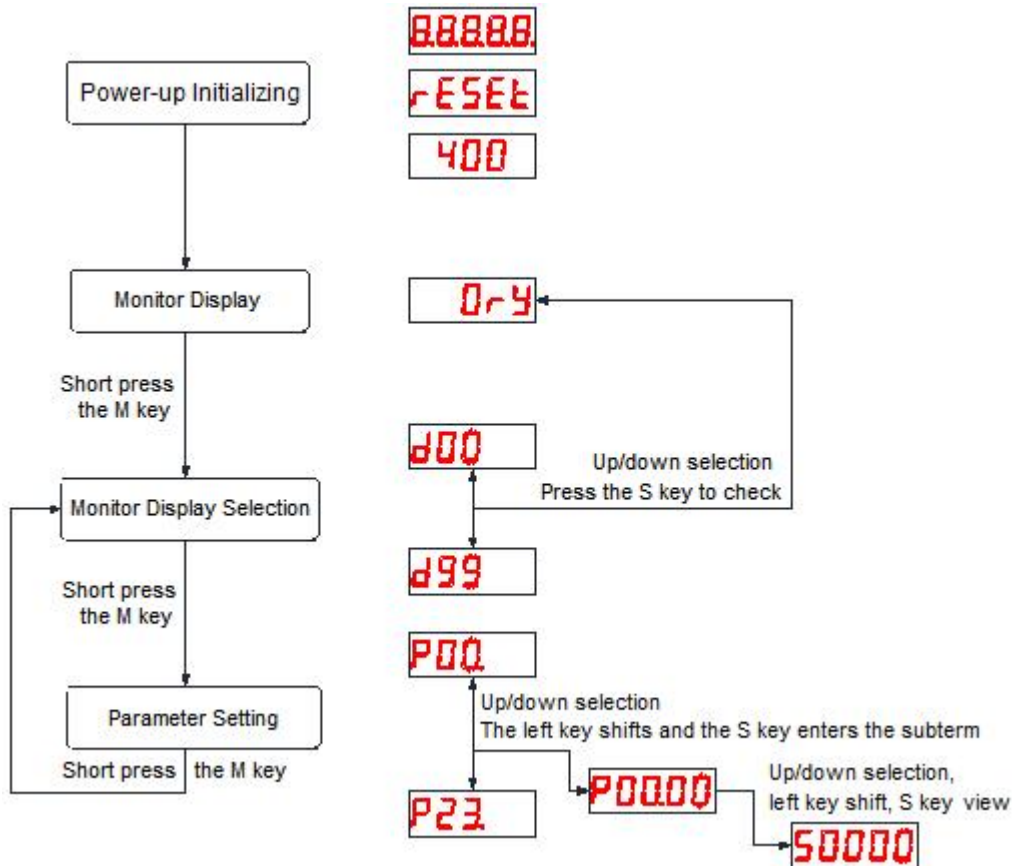 8.8.8.8.8.
Power-up Initializing
rESEt
400
Monitor Display
0rY
Short press
the M key
d00
Up/down selection
Press the S key to check
Monitor Display Selection
d99
Short press
the M key
P00.
Up/down selection
The left key shifts and the S key enters the subterm
Parameter Setting
Short press the M key
P00.00
Up/down selection,
left key shift, S key view
P23.
S0000